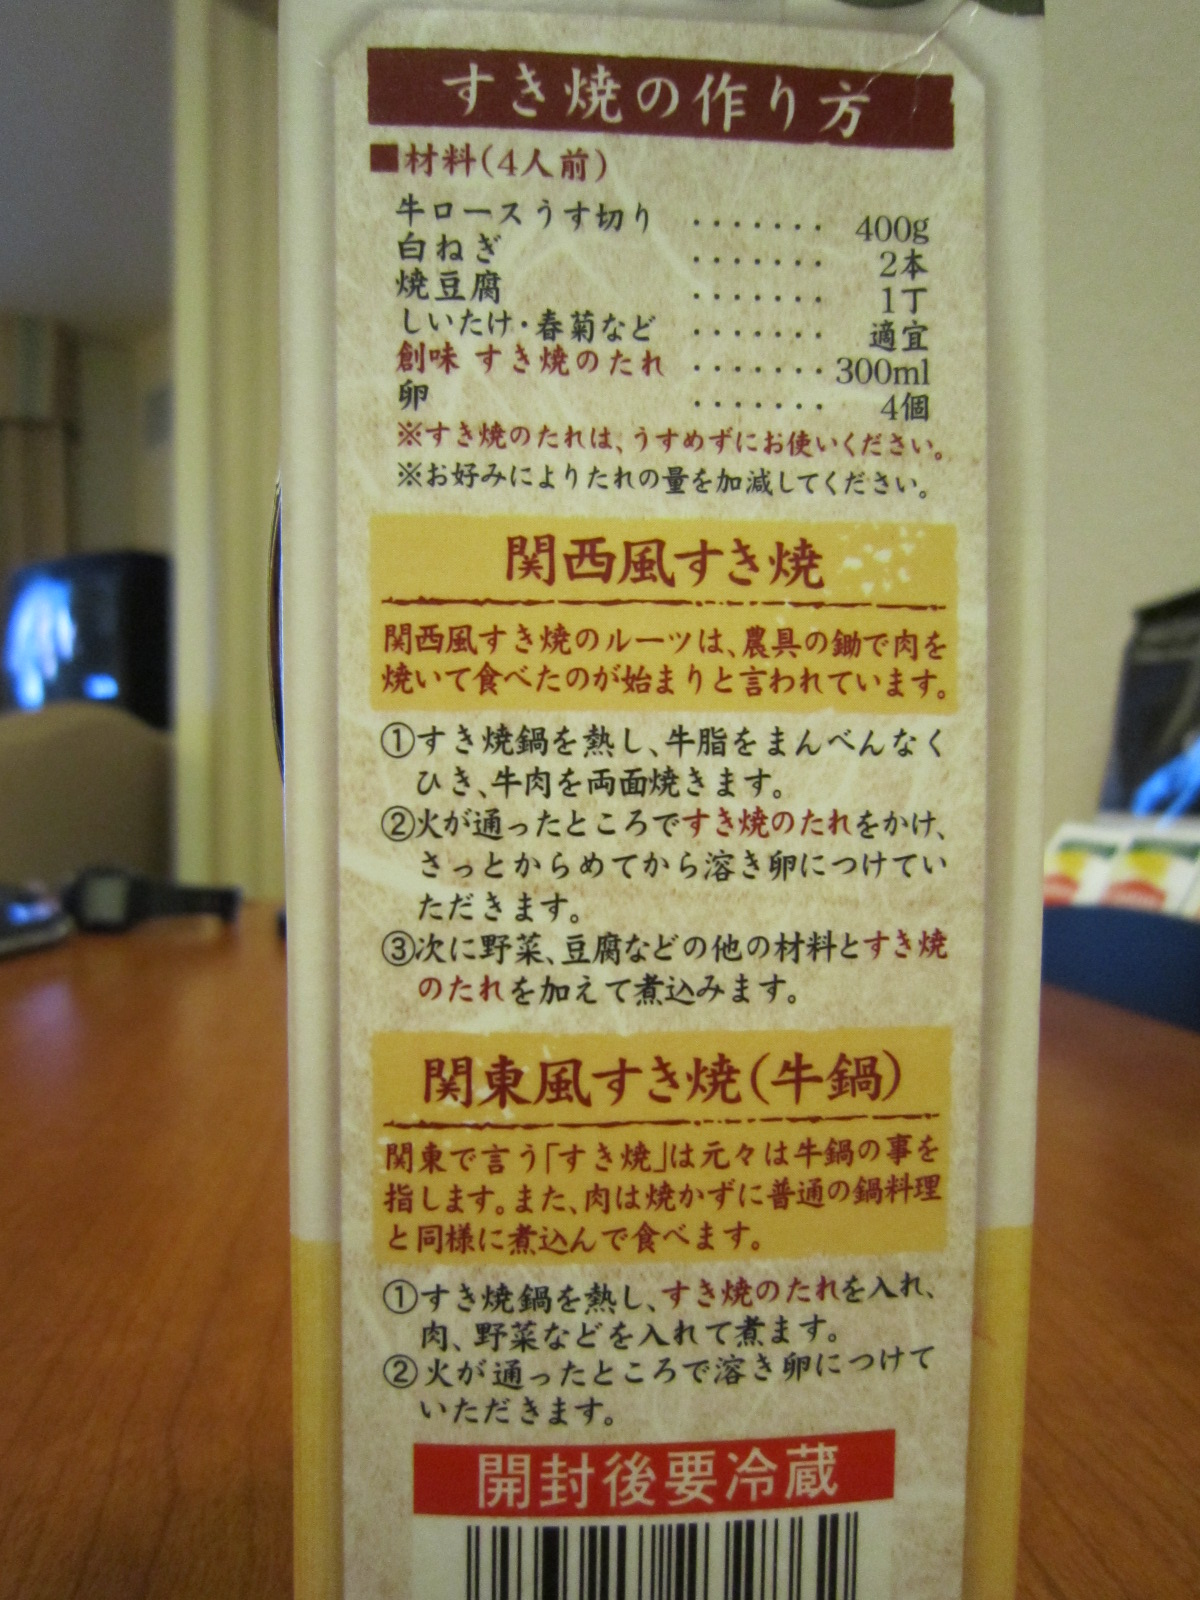 すき焼の作り方
■材料(4人前)
牛ロースうす切り ・・・・・・・ 400g
白ねぎ ・・・・・・・ 2本
焼豆腐 ・・・・・・・ 1丁
しいたけ・春菊など ・・・・・・・ 適宜
創味 すき焼のたれ ・・・・・・・ 300ml
卵 ・・・・・・・ 4個
※すき焼のたれは、うすめずにお使いください。
※お好みによりたれの量を加減してください。
関西風すき焼
関西風すき焼のルーツは、農具の鋤で肉を
焼いて食べたのが始まりと言われています。
①すき焼鍋を熱し、牛脂をまんべんなく
ひき、牛肉を両面焼きます。
②火が通ったところですき焼のたれをかけ、
さっとからめてから溶き卵につけてい
ただきます。
③次に野菜、豆腐などの他の材料とすき焼
のたれを加えて煮込みます。
関東風すき焼(牛鍋)
関東で言う「すき焼」は元々は牛鍋の事を
指します。また、肉は焼かずに普通の鍋料理
と同様に煮込んで食べます。
①すき焼鍋を熱し、すき焼のたれを入れ、
肉、野菜などを入れて煮ます。
②火が通ったところで溶き卵につけて
いただきます。
開封後要冷蔵